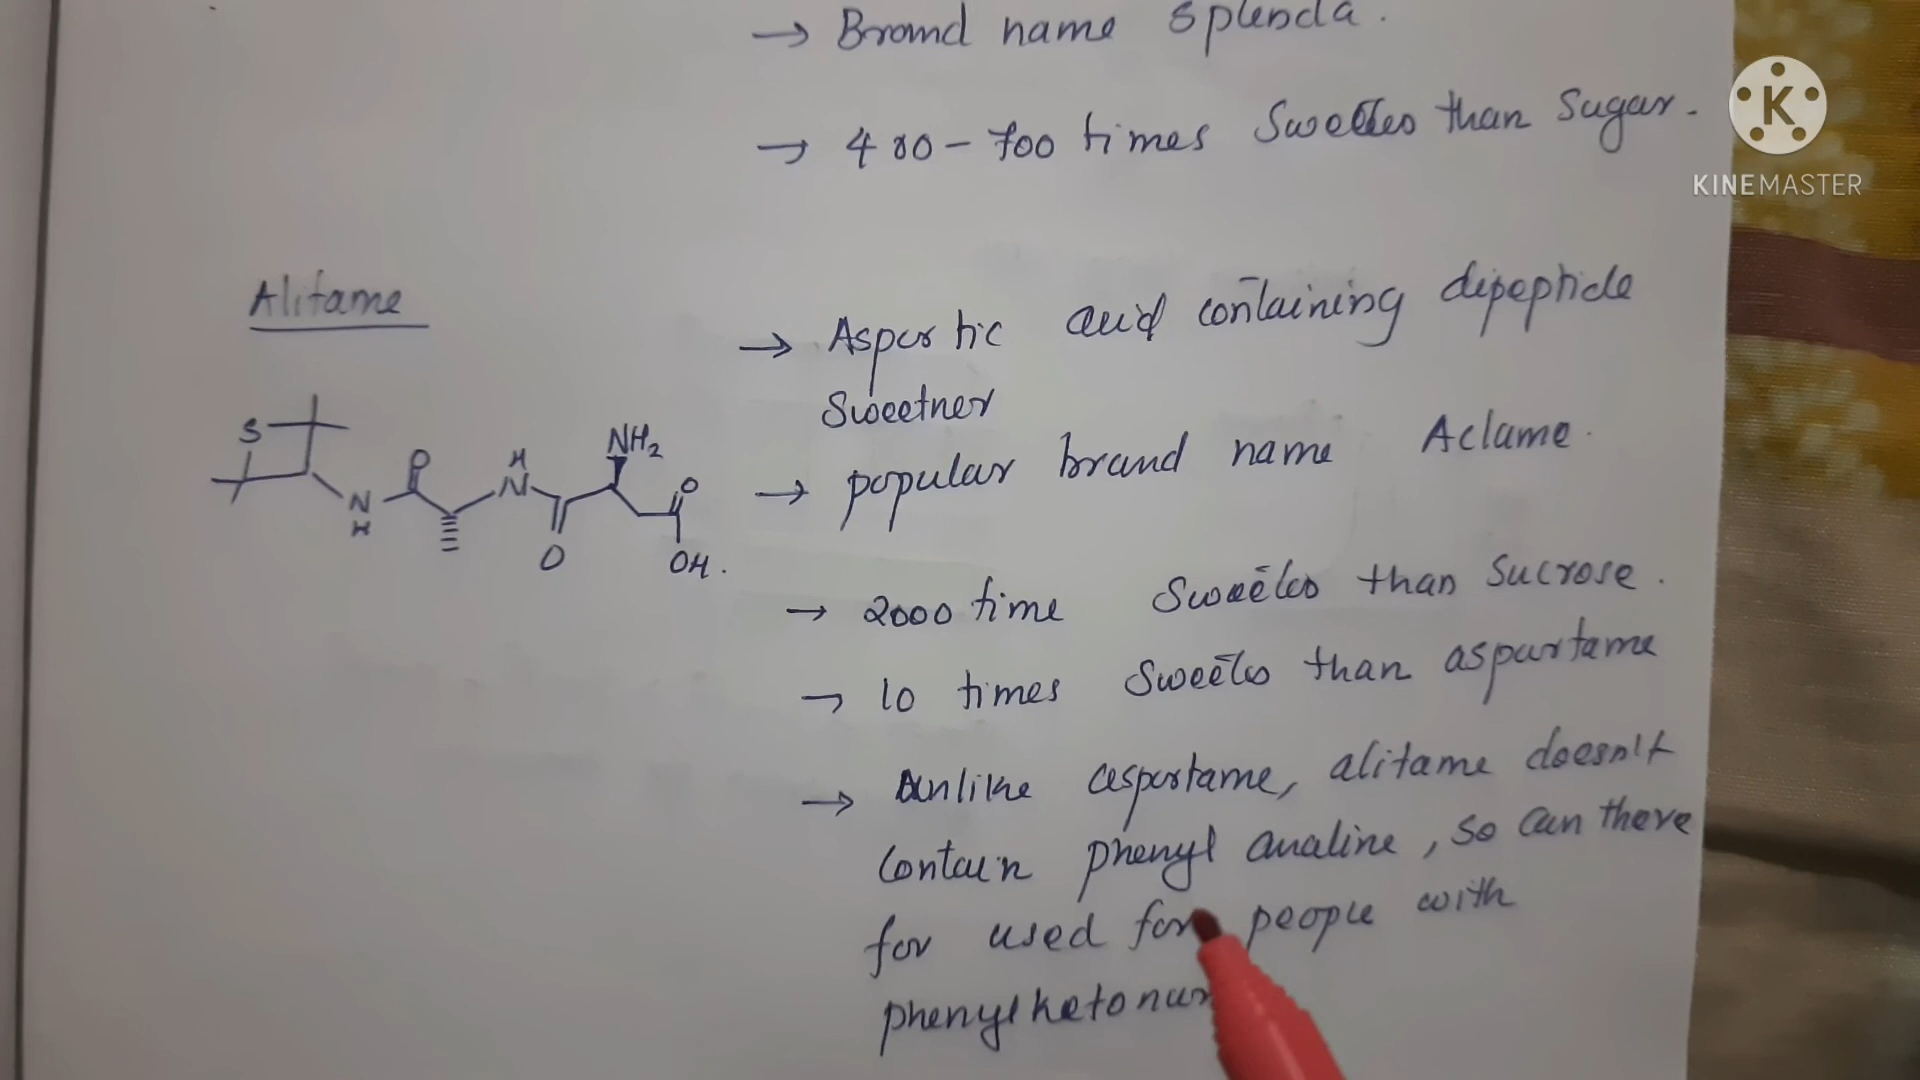 → Brand name Splenda.
→ 400-700 times Sweeter than Sugar.
KINEMASTER
Alitame
→ Aspartic acid containing dipeptide
Sweetner
→ popular brand name Aclame.
→ 2000 time Sweeter than Sucrose.
→ 10 times Sweeter than aspartame
→ unlike aspartame, alitame doesn't
contain phenyl analine, so can there
for used for people with
phenylketonur
S
NH2
O
H
N
O
N
H
O
OH.